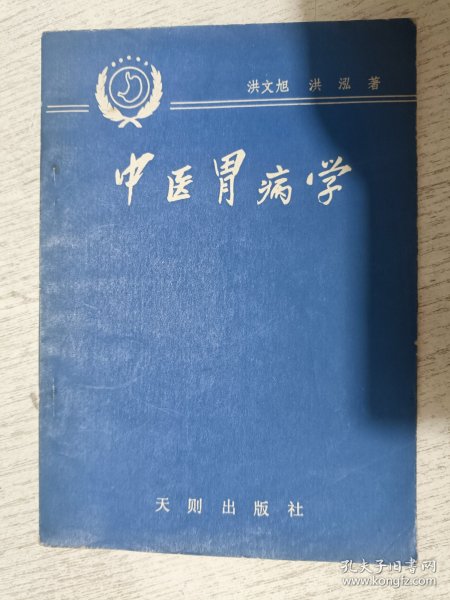 洪文旭 洪泓 著
中医胃病学
天则出版社
孔夫子旧书网
www.kongfz.com